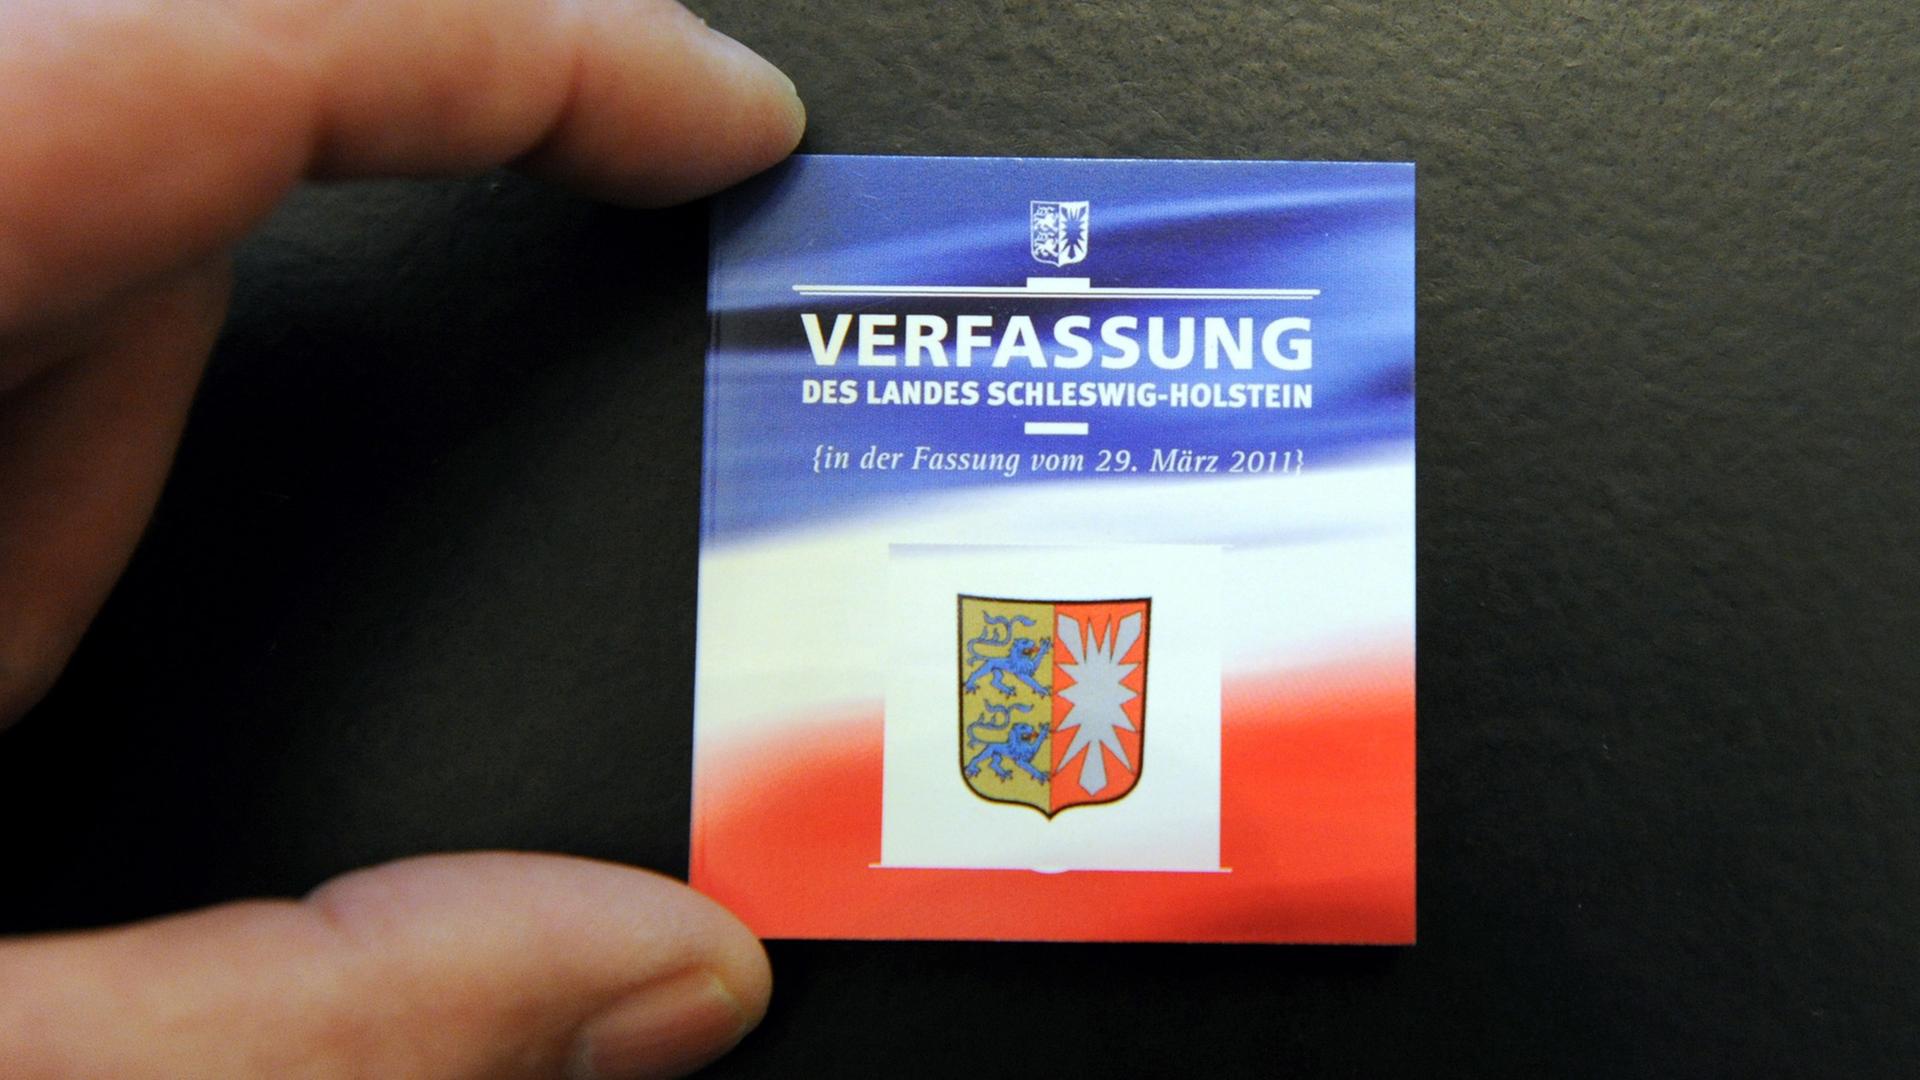 VERFASSUNG
DES LANDES SCHLESWIG-HOLSTEIN
{in der Fassung vom 29. März 2011}